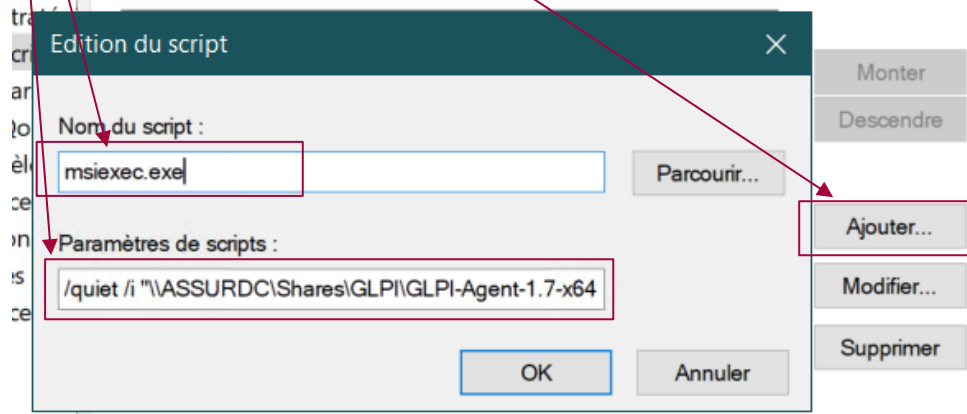 Edition du script
Nom du script :
msiexec.exe
Parcourir...
Paramètres de scripts :
/quiet /i "\\ASSURDC\Shares\GLPI\GLPI-Agent-1.7-x64
OK
Annuler
Monter
Descendre
Ajouter...
Modifier...
Supprimer